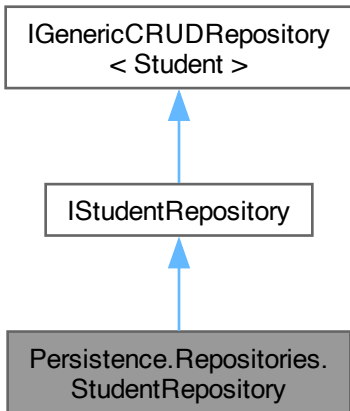 IGenericCRUDRepository
< Student >
IStudentRepository
Persistence.Repositories.
StudentRepository